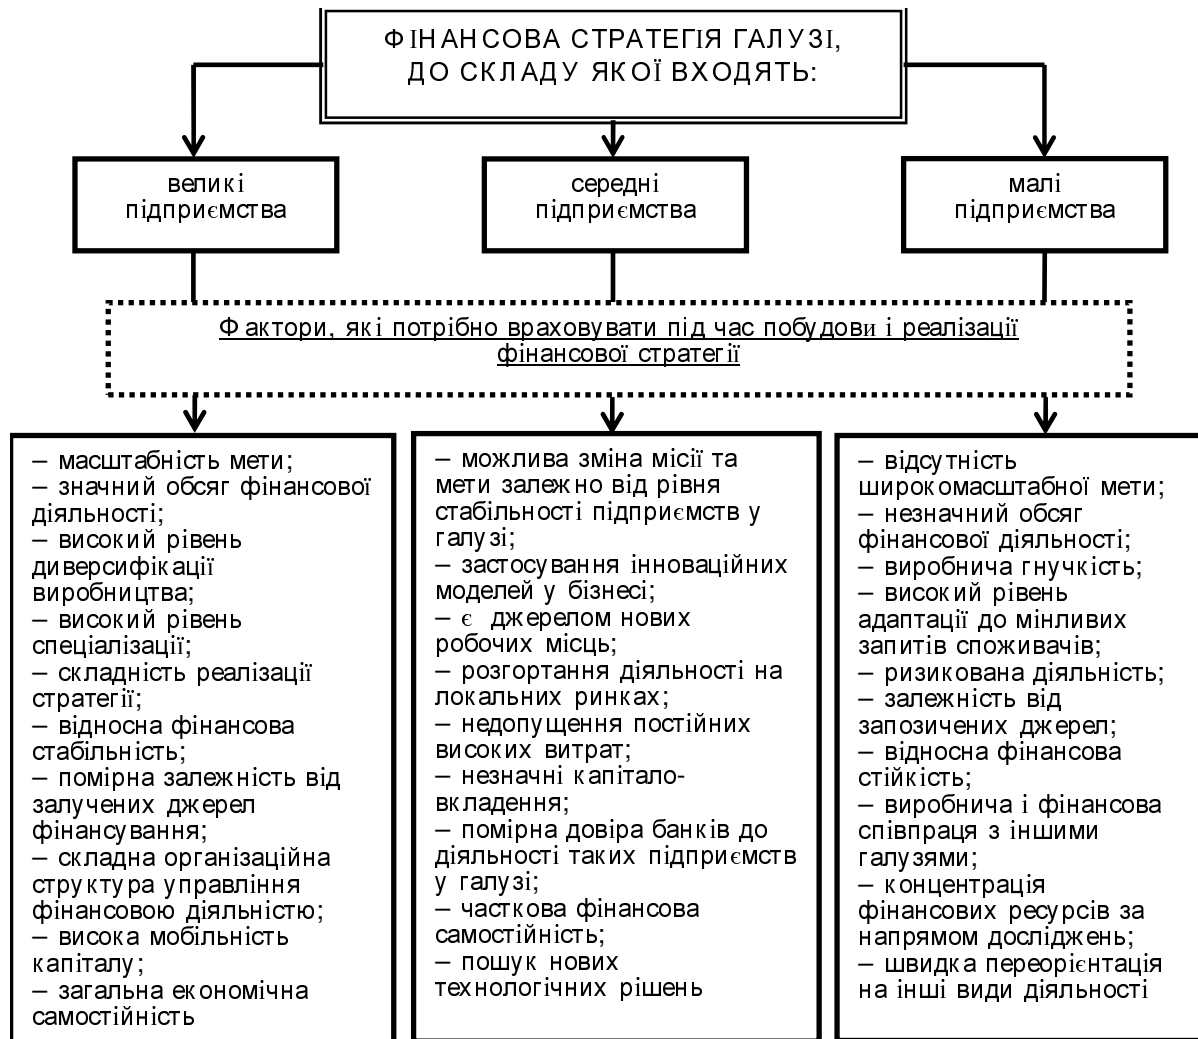 ФІНАНСОВА СТРАТЕГІЯ ГАЛУЗІ,
ДО СКЛАДУ ЯКОЇ ВХОДЯТЬ:
великі
підприємства
середні
підприємства
малі
підприємства
Фактори, які потрібно враховувати під час побудови і реалізації
фінансової стратегії
– масштабність мети;
– значний обсяг фінансової
діяльності;
– високий рівень
диверсифікації
виробництва;
– високий рівень
спеціалізації;
– складність реалізації
стратегії;
– відносна фінансова
стабільність;
– помірна залежність від
залучених джерел
фінансування;
– складна організаційна
структура управління
фінансовою діяльністю;
– висока мобільність
капіталу;
– загальна економічна
самостійність
– можлива зміна місії та
мети залежно від рівня
стабільності підприємств у
галузі;
– застосування інноваційних
моделей у бізнесі;
– є джерелом нових
робочих місць;
– розгортання діяльності на
локальних ринках;
– недопущення постійних
високих витрат;
– незначні капітало-
вкладення;
– помірна довіра банків до
діяльності таких підприємств
у галузі;
– часткова фінансова
самостійність;
– пошук нових
технологічних рішень
– відсутність
широкомасштабної мети;
– незначний обсяг
фінансової діяльності;
– виробнича гнучкість;
– високий рівень
адаптації до мінливих
запитів споживачів;
– ризикована діяльність;
– залежність від
запозичених джерел;
– відносна фінансова
стійкість;
– виробнича і фінансова
співпраця з іншими
галузями;
– концентрація
фінансових ресурсів за
напрямом досліджень;
– швидка переорієнтація
на інші види діяльності